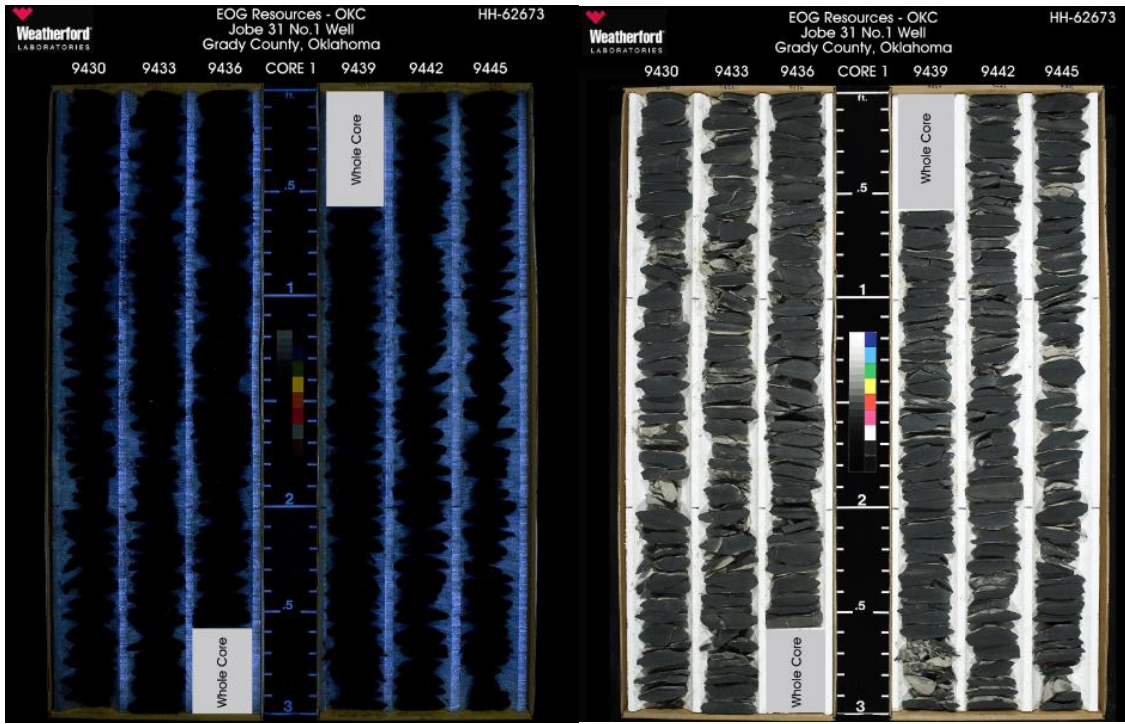 EOG Resources - OKC
Jobe 31 No.1 Well
Grady County, Oklahoma
HH-62673
Weatherford
LABORATORIES
9430 9433 9436 CORE 1 9439 9442 9445
ft.
Whole Core
.5
1
2
.5
Whole Core
3
EOG Resources - OKC
Jobe 31 No.1 Well
Grady County, Oklahoma
HH-62673
Weatherford
LABORATORIES
9430 9433 9436 CORE 1 9439 9442 9445
ft.
Whole Core
.5
1
2
.5
Whole Core
3